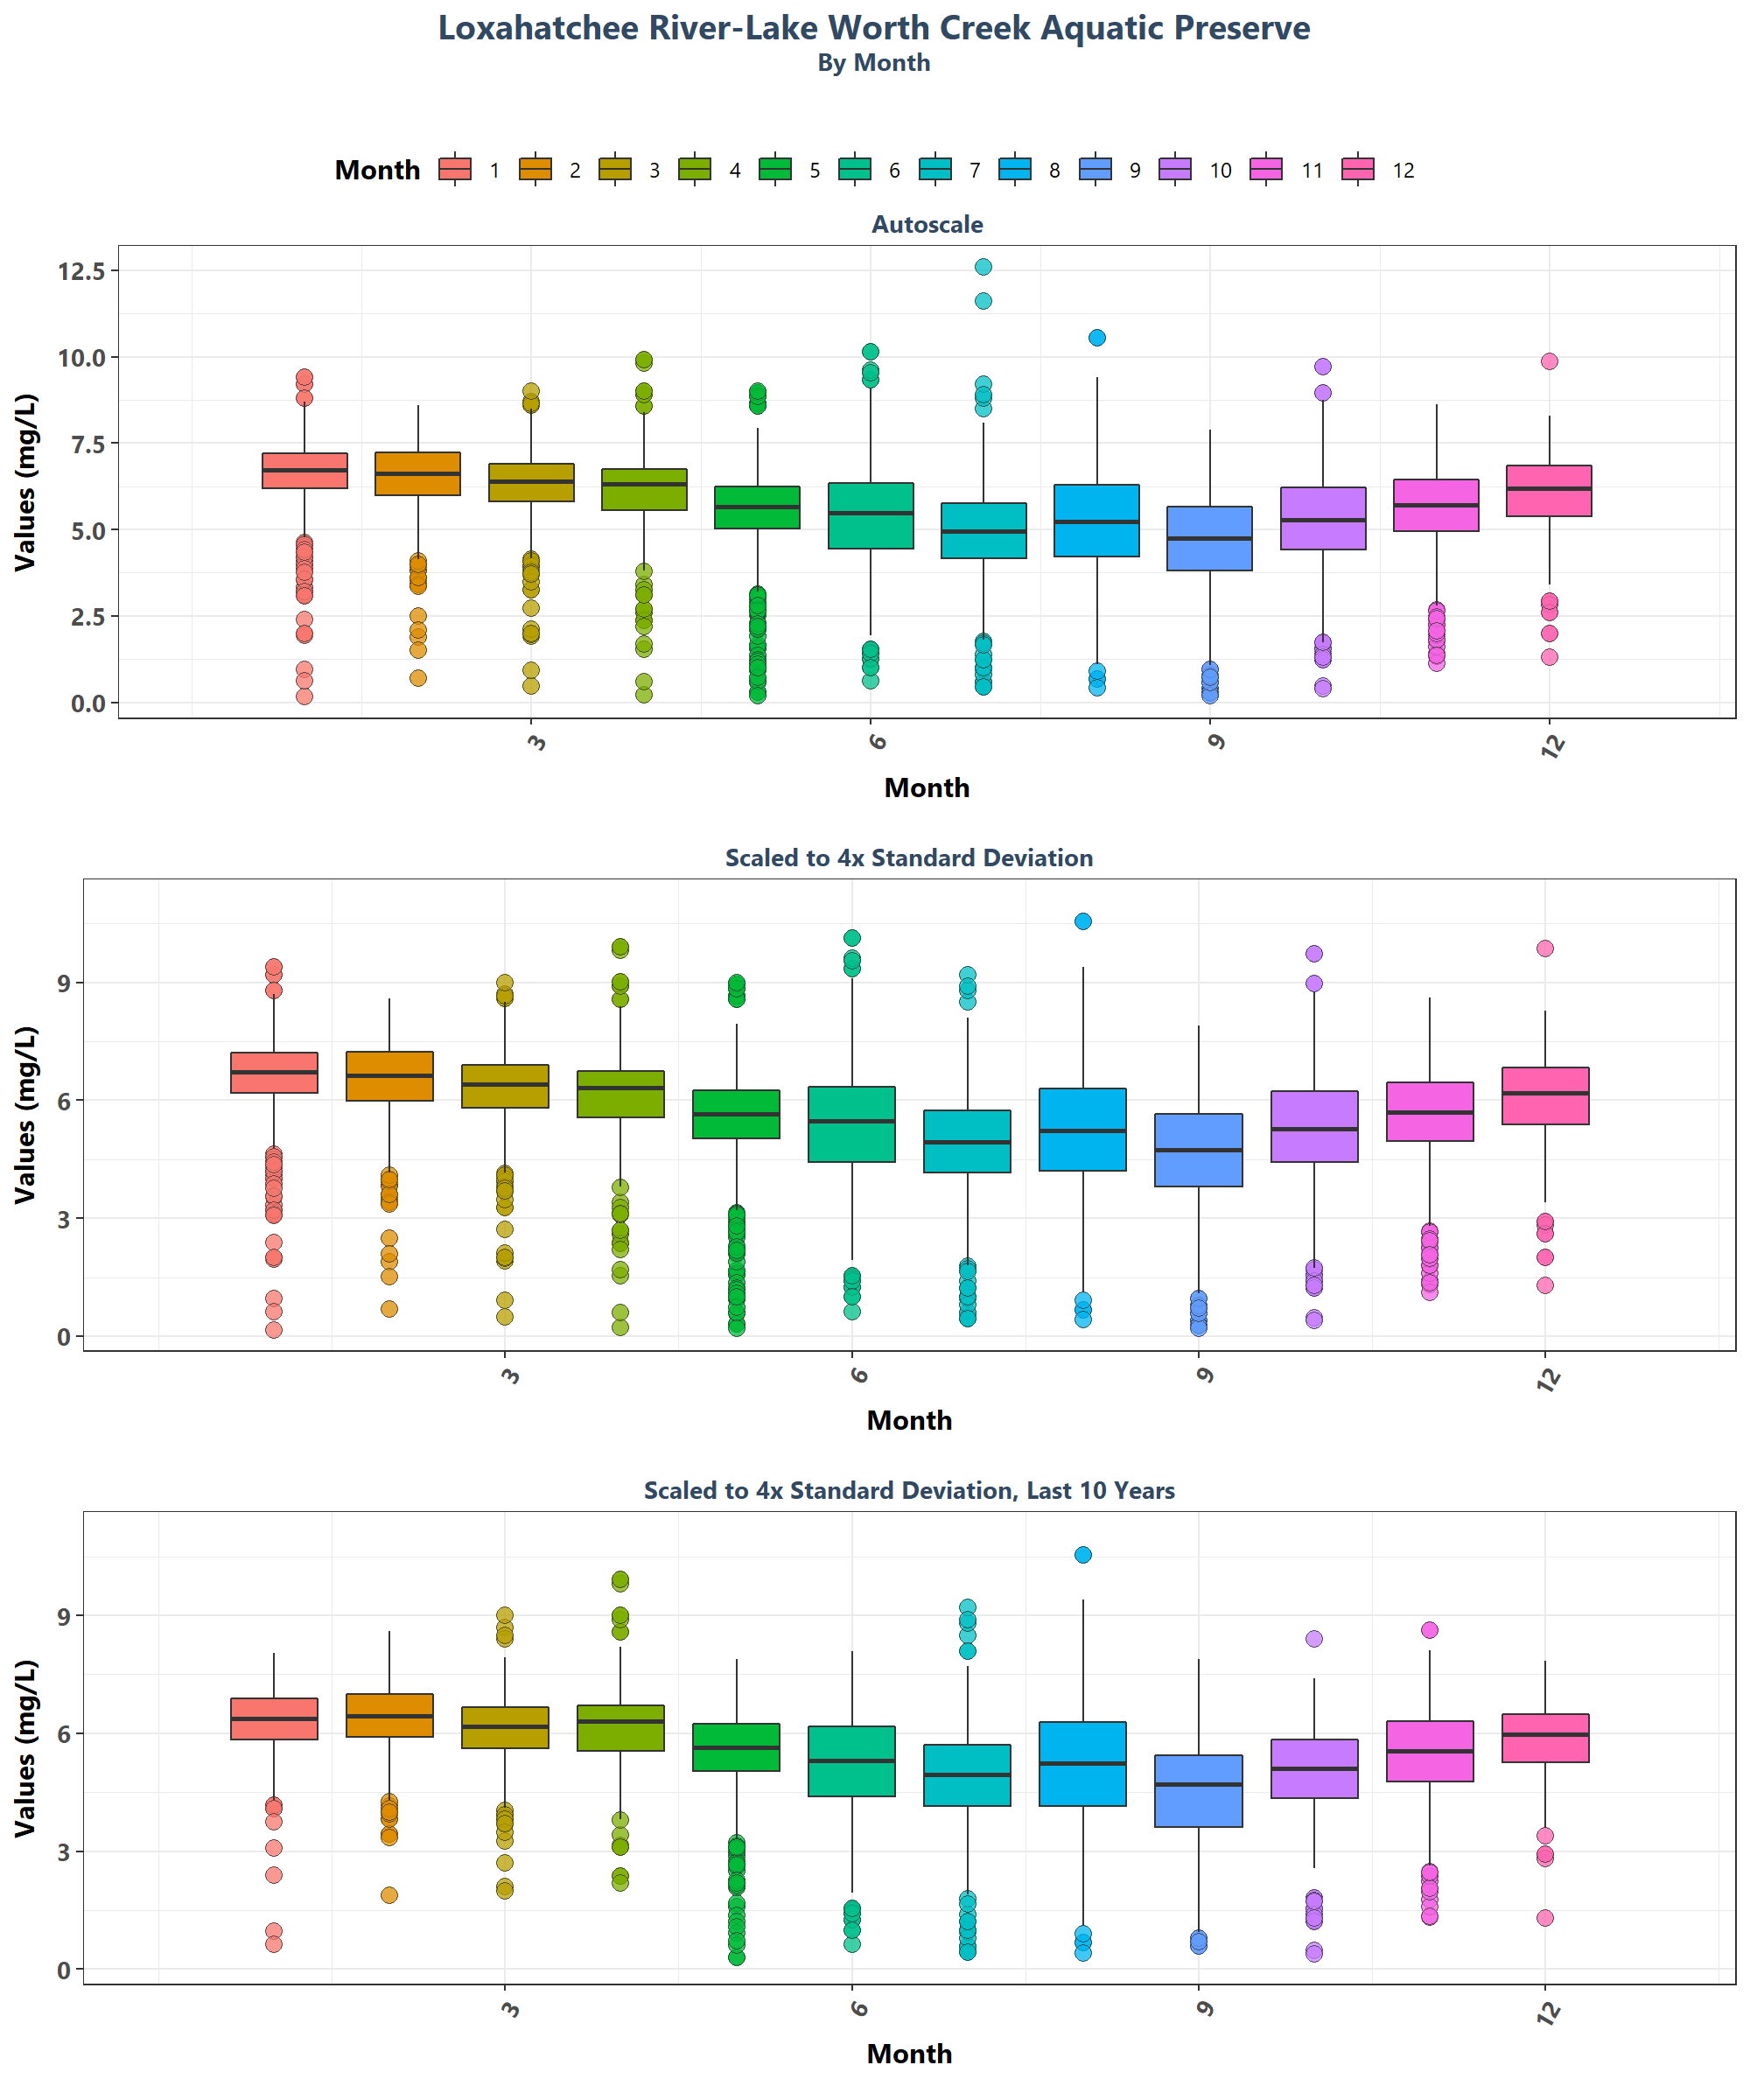 Loxahatchee River-Lake Worth Creek Aquatic Preserve
By Month
Month 1 2 3 4 5 6 7 8 9 10 11 12
Autoscale
Values (mg/L)
12.5
10.0
7.5
5.0
2.5
0.0
3 6 9 12
Month
Scaled to 4x Standard Deviation
Values (mg/L)
9
6
3
0
3 6 9 12
Month
Scaled to 4x Standard Deviation, Last 10 Years
Values (mg/L)
9
6
3
0
3 6 9 12
Month